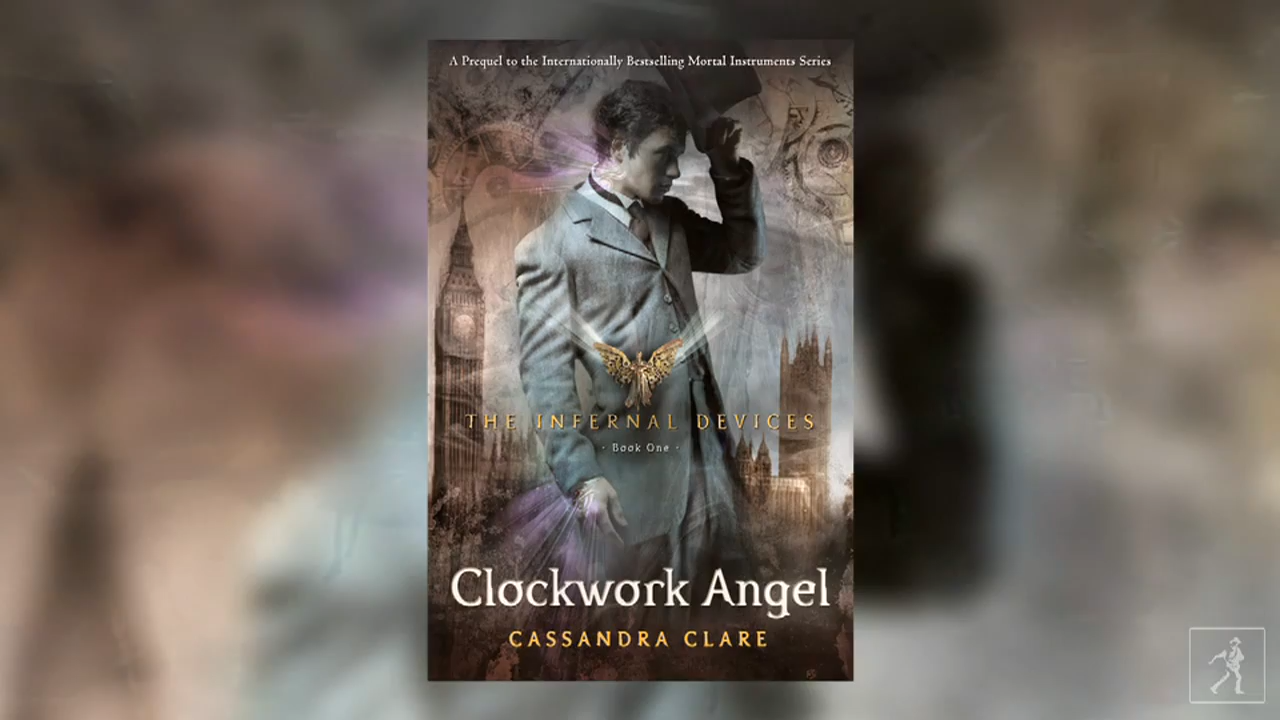 A Prequel to the Internationally Bestselling Mortal Instruments Series
THE INFERNAL DEVICES
· Book One ·
Clockwork Angel
CASSANDRA CLARE